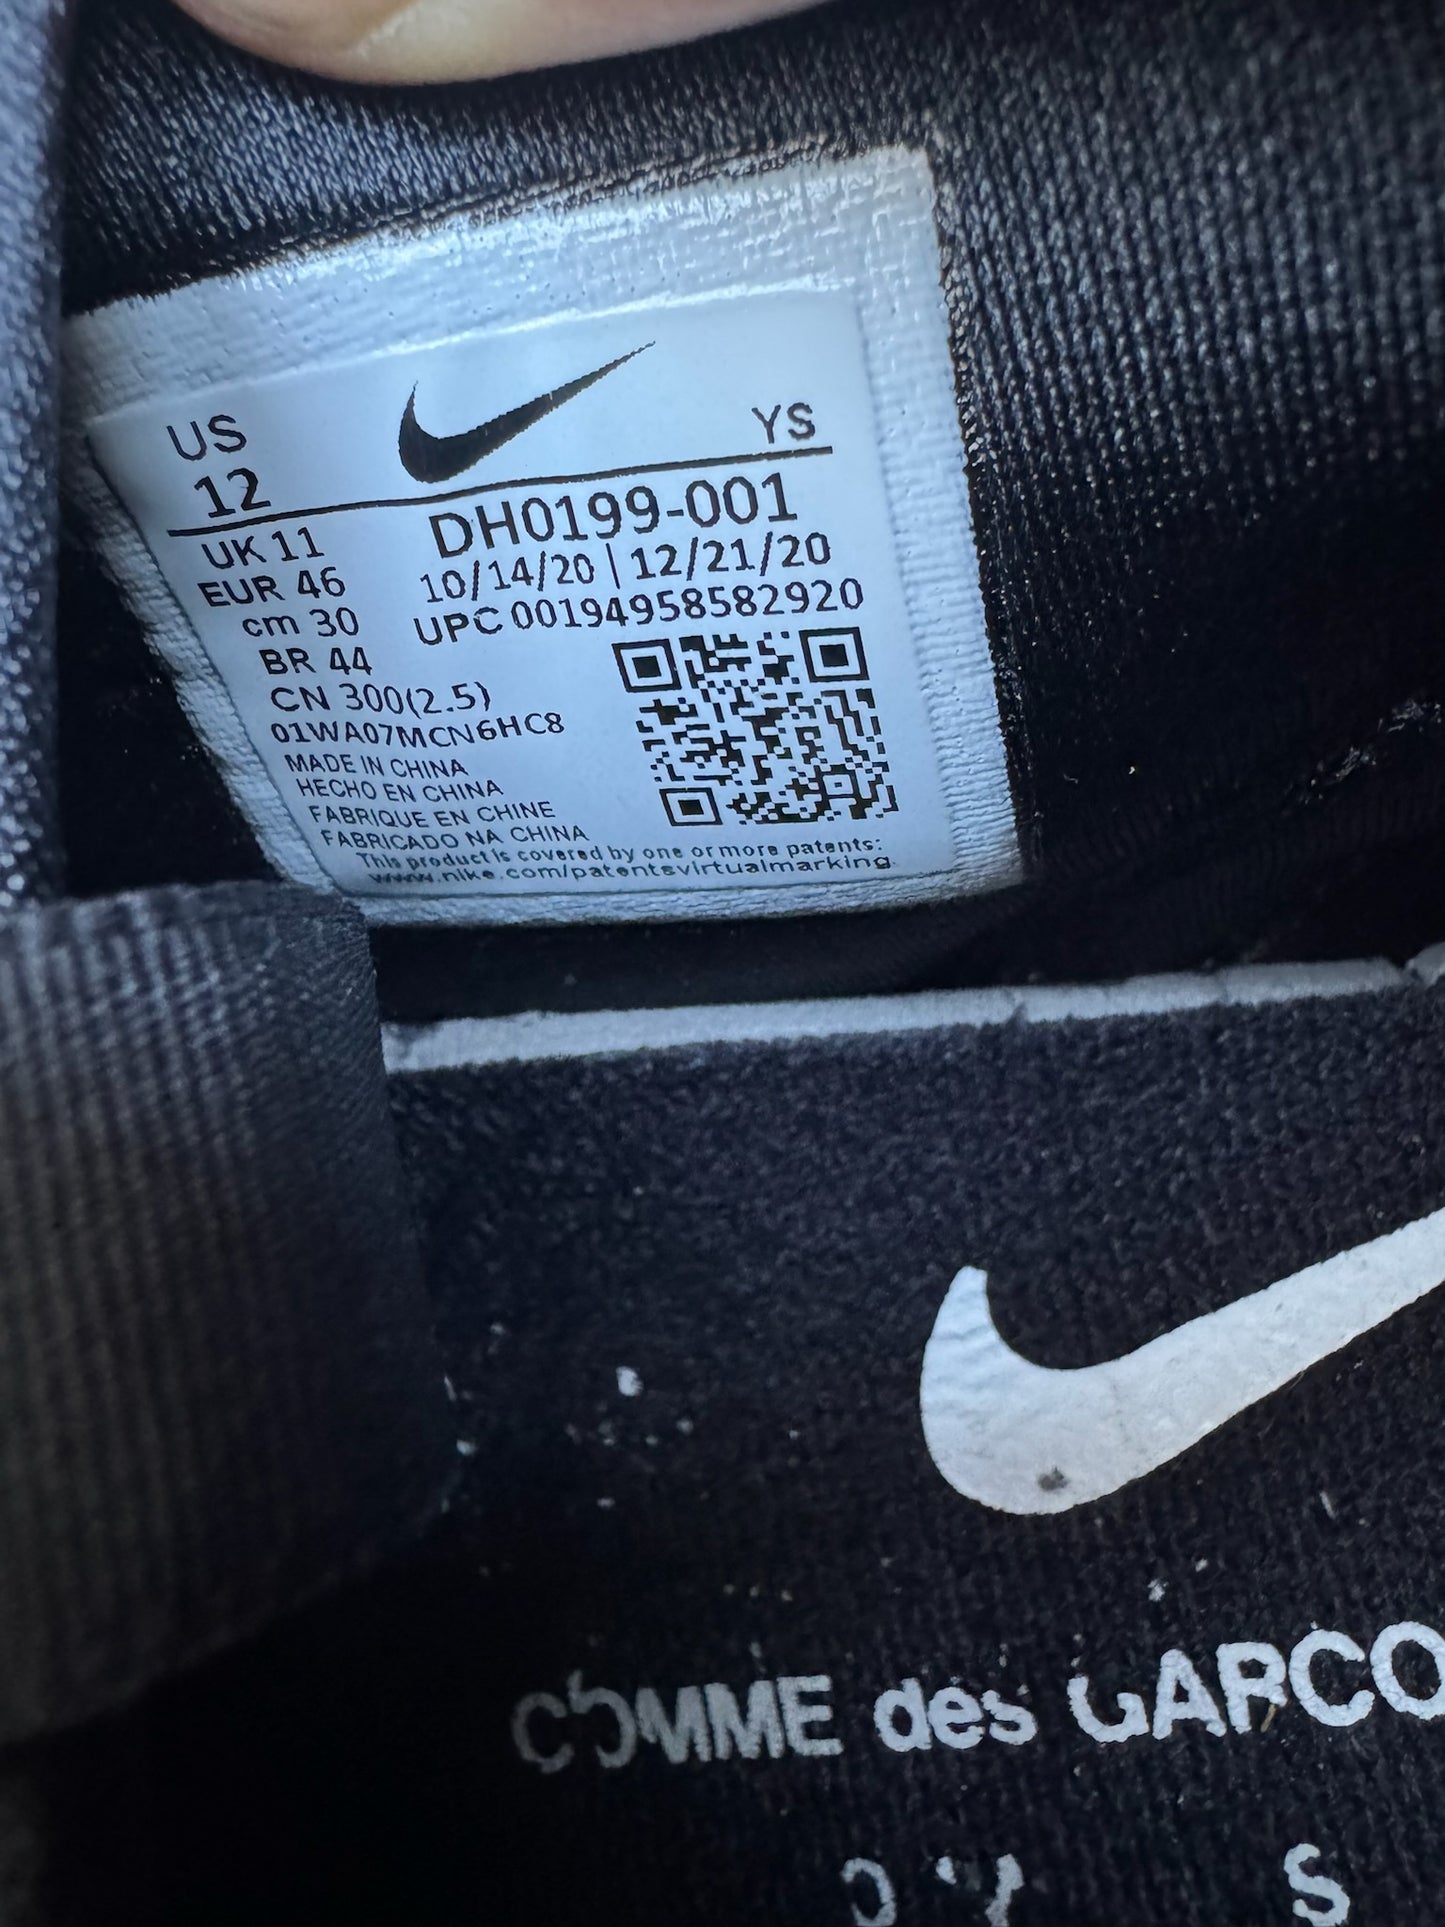 US YS
12 DH0199-001
UK 11 10/14/20 | 12/21/20
EUR 46 UPC 00194958582920
cm 30
BR 44
CN 300(2.5)
01WA07MCN6HC8
MADE IN CHINA
HECHO EN CHINA
FABRIQUE EN CHINE
FABRICADO NA CHINA
This product is covered by one or more patents:
www.nike.com/patentsvirtualmarking
COMME des GARCO
S